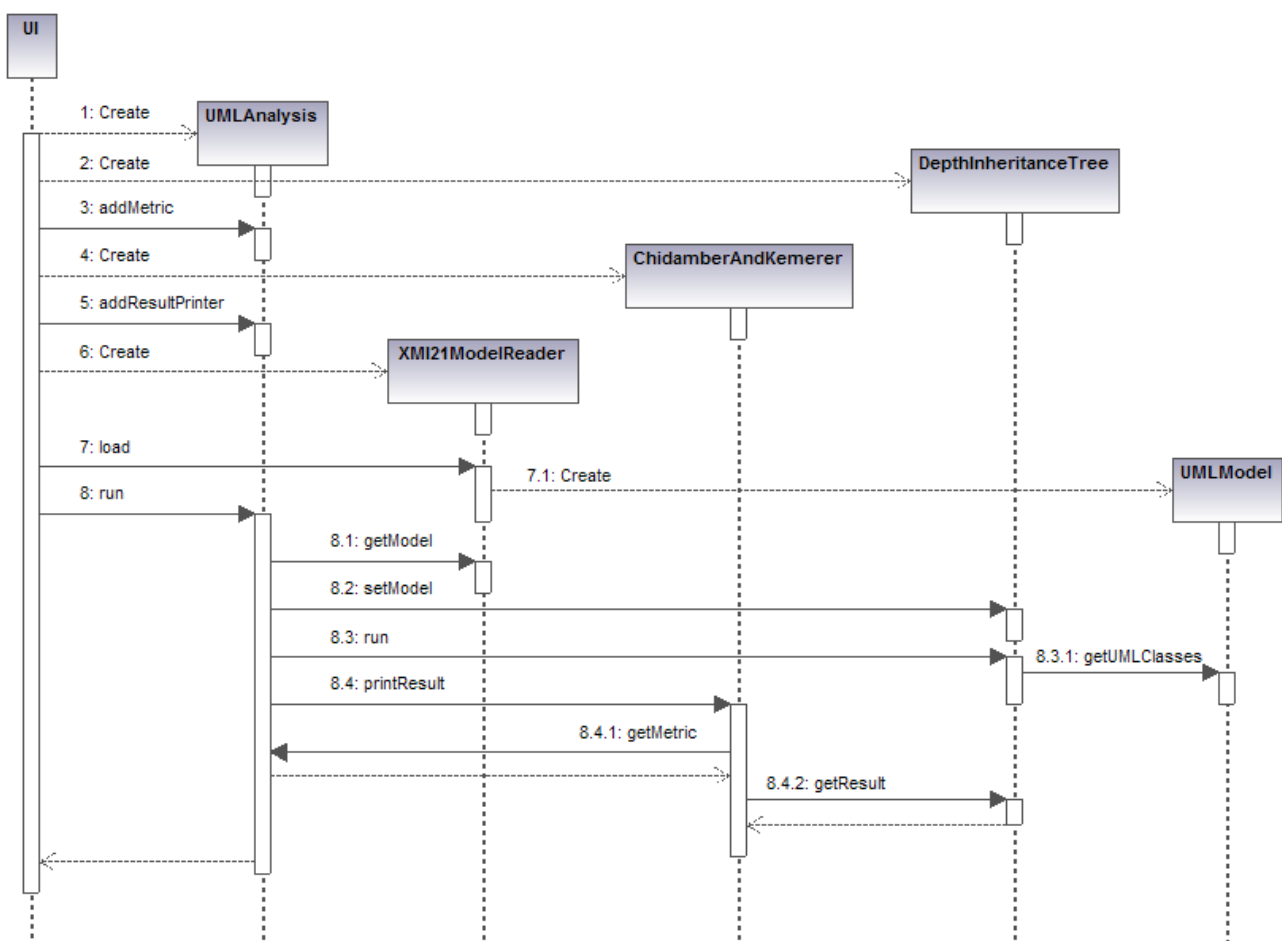 UI
1: Create
UMLAnalysis
2: Create
DepthInheritanceTree
3: addMetric
4: Create
ChidamberAndKemerer
5: addResultPrinter
6: Create
XMI21ModelReader
7: load
7.1: Create
UMLModel
8: run
8.1: getModel
8.2: setModel
8.3: run
8.3.1: getUMLClasses
8.4: printResult
8.4.1: getMetric
8.4.2: getResult